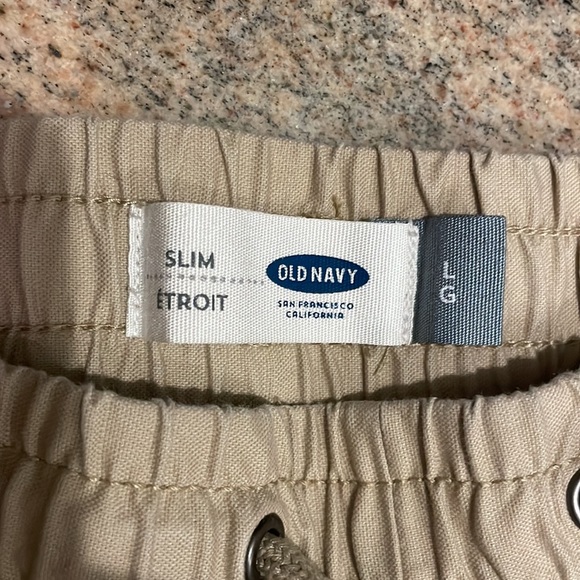 SLIM
ÉTROIT
OLD NAVY
SAN FRANCISCO
CALIFORNIA
L
G